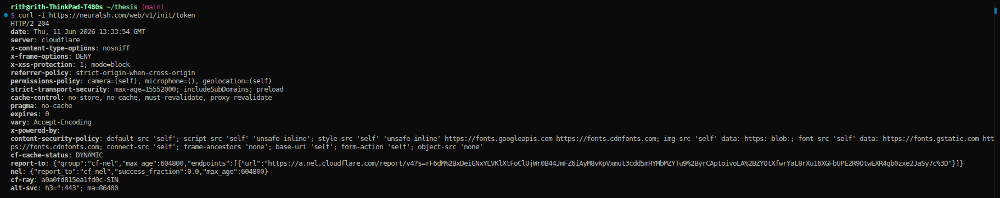 rith@rith-ThinkPad-T480s ~/thesis (main)
$ curl -I https://neuralsh.com/web/v1/init/token
HTTP/2 204
date: Thu, 11 Jun 2026 13:33:54 GMT
server: cloudflare
x-content-type-options: nosniff
x-frame-options: DENY
x-xss-protection: 1; mode=block
referrer-policy: strict-origin-when-cross-origin
permissions-policy: camera=(self), microphone=(), geolocation=(self)
strict-transport-security: max-age=15552000; includeSubDomains; preload
cache-control: no-store, no-cache, must-revalidate, proxy-revalidate
pragma: no-cache
expires: 0
vary: Accept-Encoding
x-powered-by:
content-security-policy: default-src 'self'; script-src 'self' 'unsafe-inline'; style-src 'self' 'unsafe-inline' https://fonts.googleapis.com https://fonts.cdnfonts.com; img-src 'self' data: https: blob:; font-src 'self' data: https://fonts.gstatic.com htt
ps://fonts.cdnfonts.com; connect-src 'self'; frame-ancestors 'none'; base-uri 'self'; form-action 'self'; object-src 'none'
cf-cache-status: DYNAMIC
report-to: {"group":"cf-nel","max_age":604800,"endpoints":[{"url":"https://a.nel.cloudflare.com/report/v4?s=rF6dM%2BxDeiGNxYLVKlXtFoClUjWr0B44JmFZ6iAyM8vKpVxmut3cdd5mHYMbMZYTu9%2ByrCAptoivoLA%2BZYOtXfwrYaL8rXu16XGFbUPE2R9OtwEXR4gb0zxe2JaSy7c%3D"}]}
nel: {"report_to":"cf-nel","success_fraction":0.0,"max_age":604800}
cf-ray: a0a0fd815ea1fd0c-SIN
alt-svc: h3=":443"; ma=86400